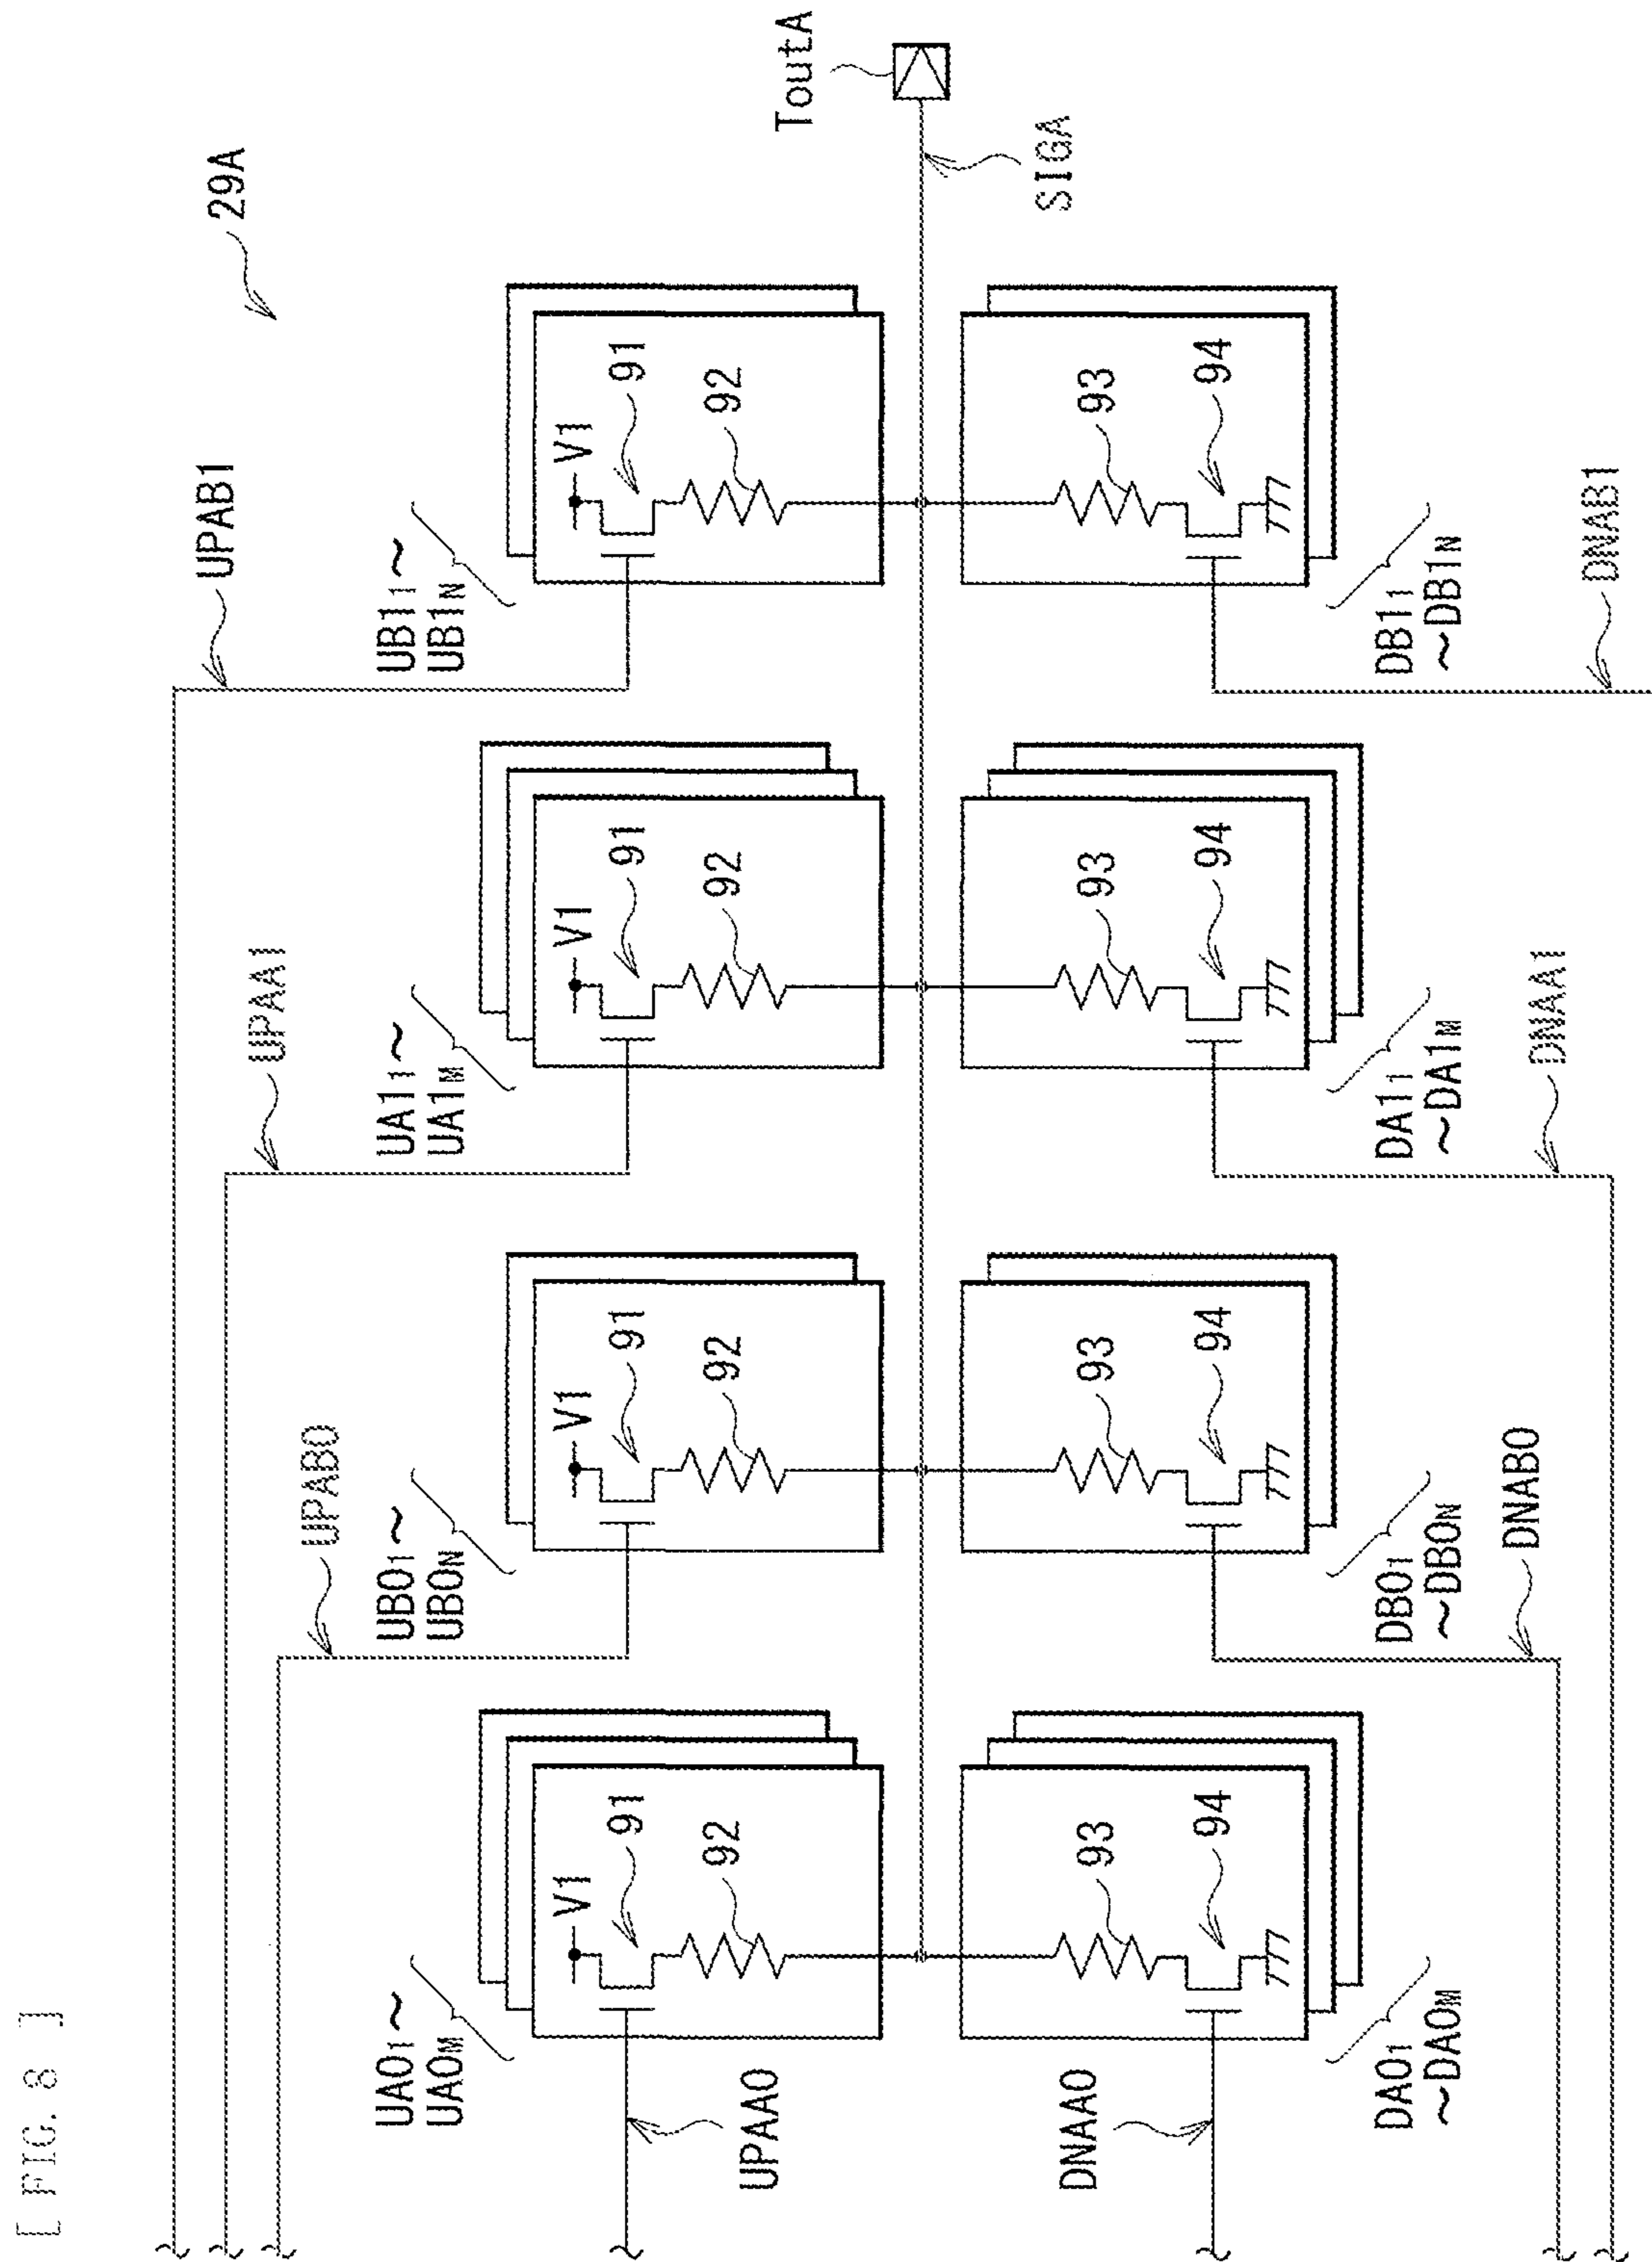 [ FIG. 8 ]
29A
UPAB1
UPAA1
UPAB0
UA0₁~
UA0M
UB0₁~
UB0N
UA1₁~
UA1M
UB1₁~
UB1N
V1
91
92
V1
91
92
V1
91
92
V1
91
92
UPAA0
ToutA
SIGA
DNAA0
93
94
93
94
93
94
93
94
DA0₁
~DA0M
DB0₁
~DB0N
DA1₁
~DA1M
DB1₁
~DB1N
DNAB0
DNAA1
DNAB1